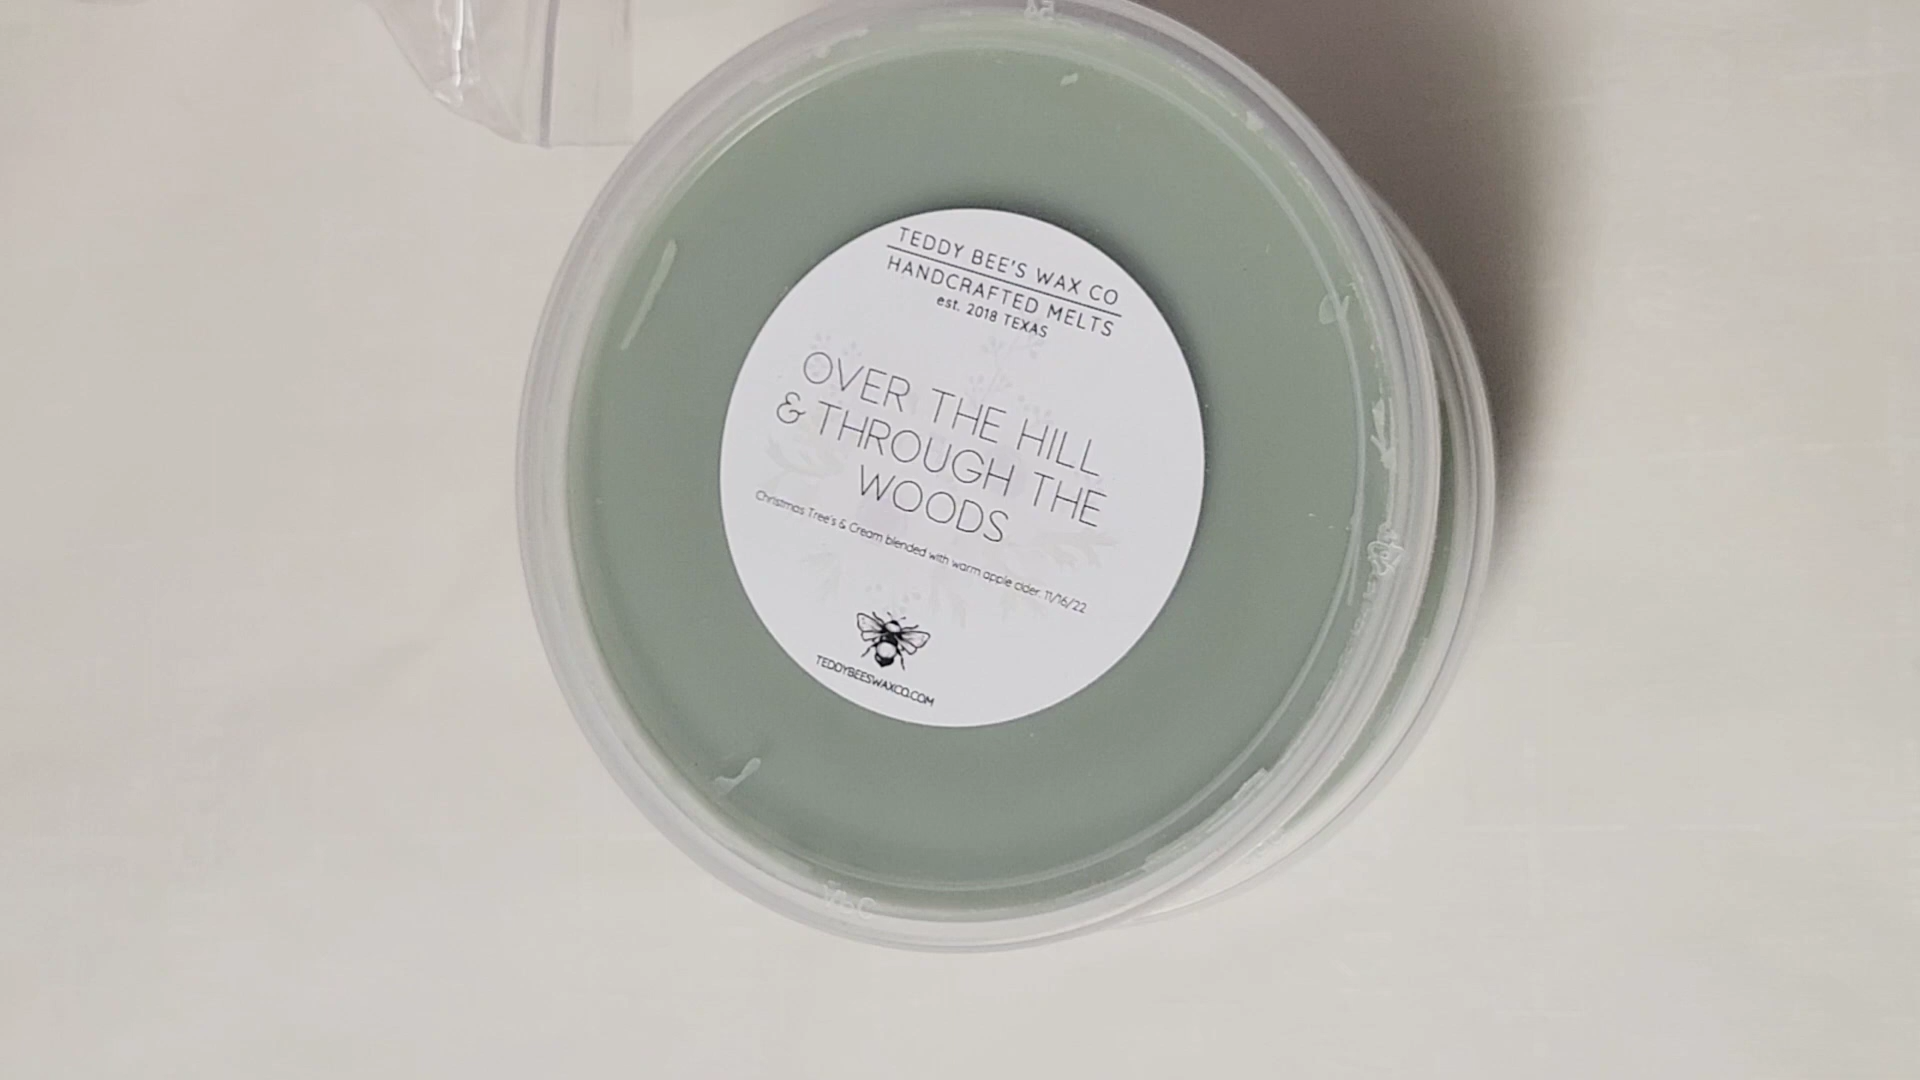 TEDDY BEE'S WAX CO
HANDCRAFTED MELTS
est. 2018 TEXAS
OVER THE HILL
& THROUGH THE
WOODS
Christmas Tree's & Cream blended with warm apple cider. 11/16/22
TEDDYBEESWAXCO.COM